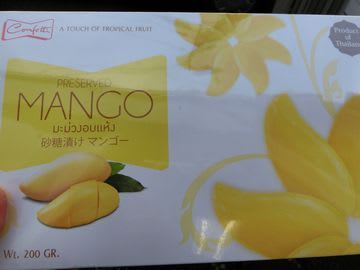 Confetti
A TOUCH OF TROPICAL FRUIT
Product
of
Thailand
PRESERVED
MANGO
มะม่วงอบแห้ง
砂糖漬け マンゴー
Wt. 200 GR.